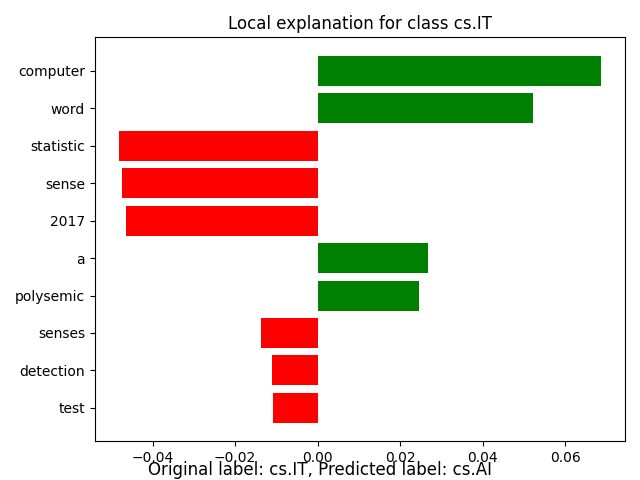 Local explanation for class cs.IT
computer
word
statistic
sense
2017
a
polysemic
senses
detection
test
−0.04 −0.02 0.00 0.02 0.04 0.06
Original label: cs.IT, Predicted label: cs.AI